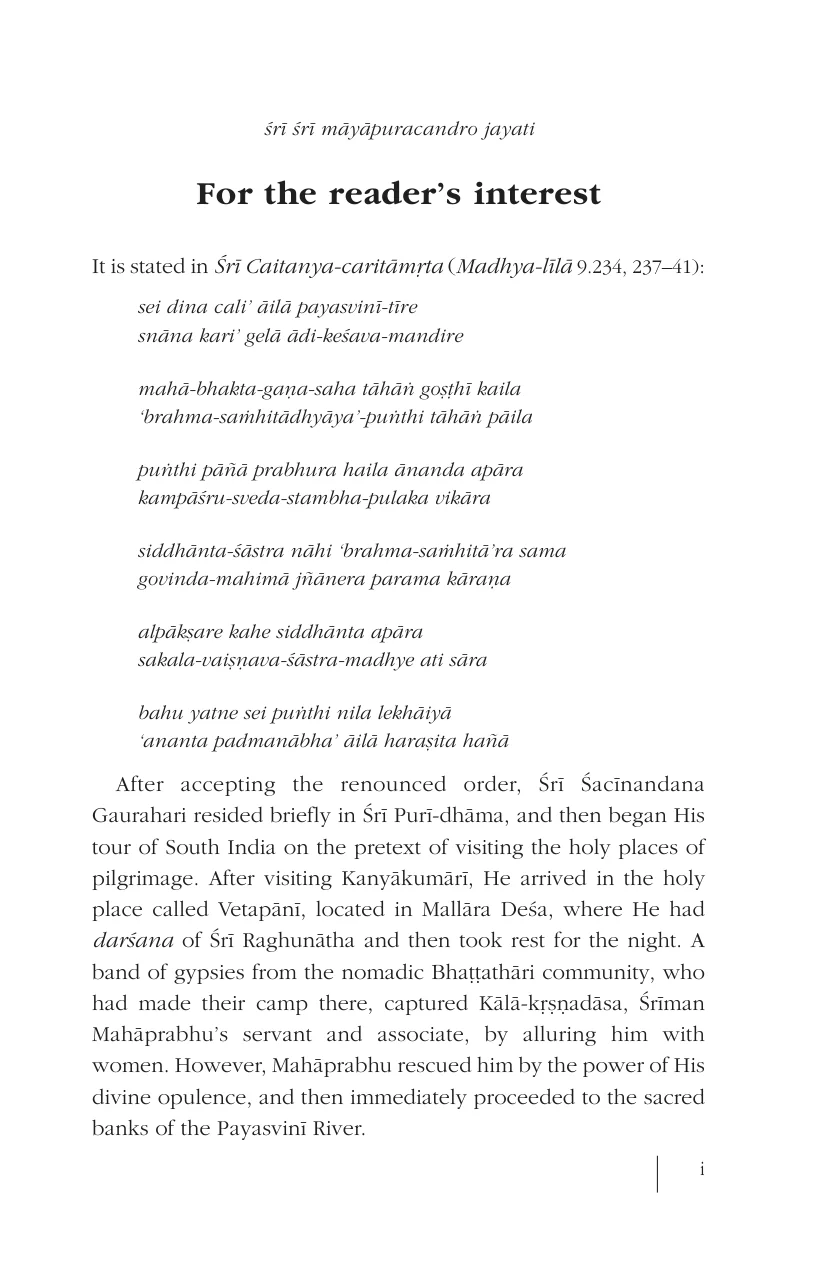 śrī śrī māyāpuracandro jayati
For the reader’s interest
It is stated in Śrī Caitanya-caritāmṛta (Madhya-līlā 9.234, 237–41):
sei dina cali’ āilā payasvinī-tīre
snāna kari’ gelā ādi-keśava-mandire
mahā-bhakta-gaṇa-saha tāhāṅ goṣṭhī kaila
‘brahma-saṁhitādhyāya’-puṅthi tāhāṅ pāila
puṅthi pāñā prabhura haila ānanda apāra
kampāśru-sveda-stambha-pulaka vikāra
siddhānta-śāstra nāhi ‘brahma-saṁhitā’ra sama
govinda-mahimā jñānera parama kāraṇa
alpākṣare kahe siddhānta apāra
sakala-vaiṣṇava-śāstra-madhye ati sāra
bahu yatne sei puṅthi nila lekhāiyā
‘ananta padmanābha’ āilā haraṣita hañā
After accepting the renounced order, Śrī Śacīnandana
Gaurahari resided briefly in Śrī Purī-dhāma, and then began His
tour of South India on the pretext of visiting the holy places of
pilgrimage. After visiting Kanyākumārī, He arrived in the holy
place called Vetapānī, located in Mallāra Deśa, where He had
darśana of Śrī Raghunātha and then took rest for the night. A
band of gypsies from the nomadic Bhaṭṭathāri community, who
had made their camp there, captured Kālā-kṛṣṇadāsa, Śrīman
Mahāprabhu’s servant and associate, by alluring him with
women. However, Mahāprabhu rescued him by the power of His
divine opulence, and then immediately proceeded to the sacred
banks of the Payasvinī River.
i